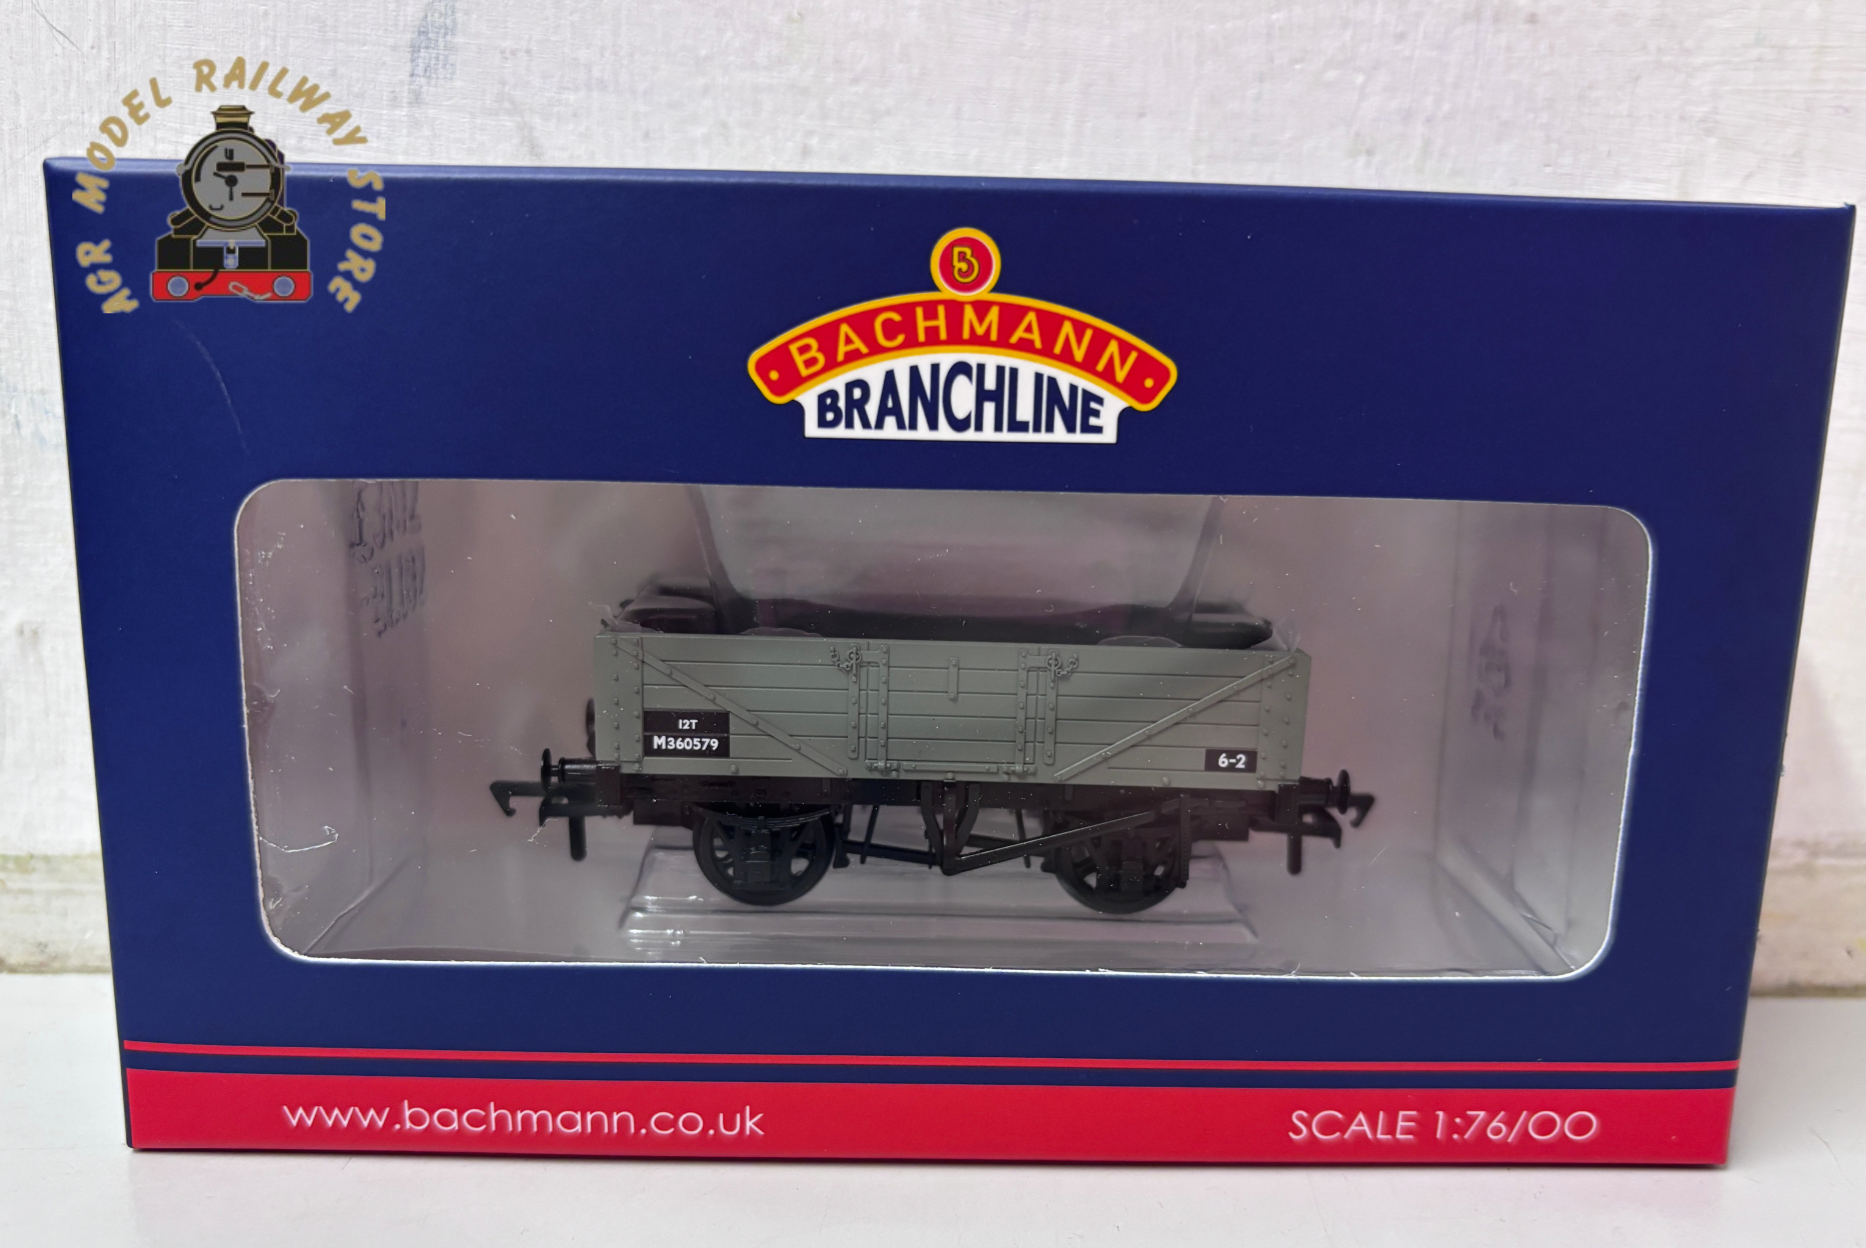 AGR MODEL RAILWAY STORE
BACHMANN
BRANCHLINE
12T
M360579
6-2
www.bachmann.co.uk
SCALE 1:76/OO